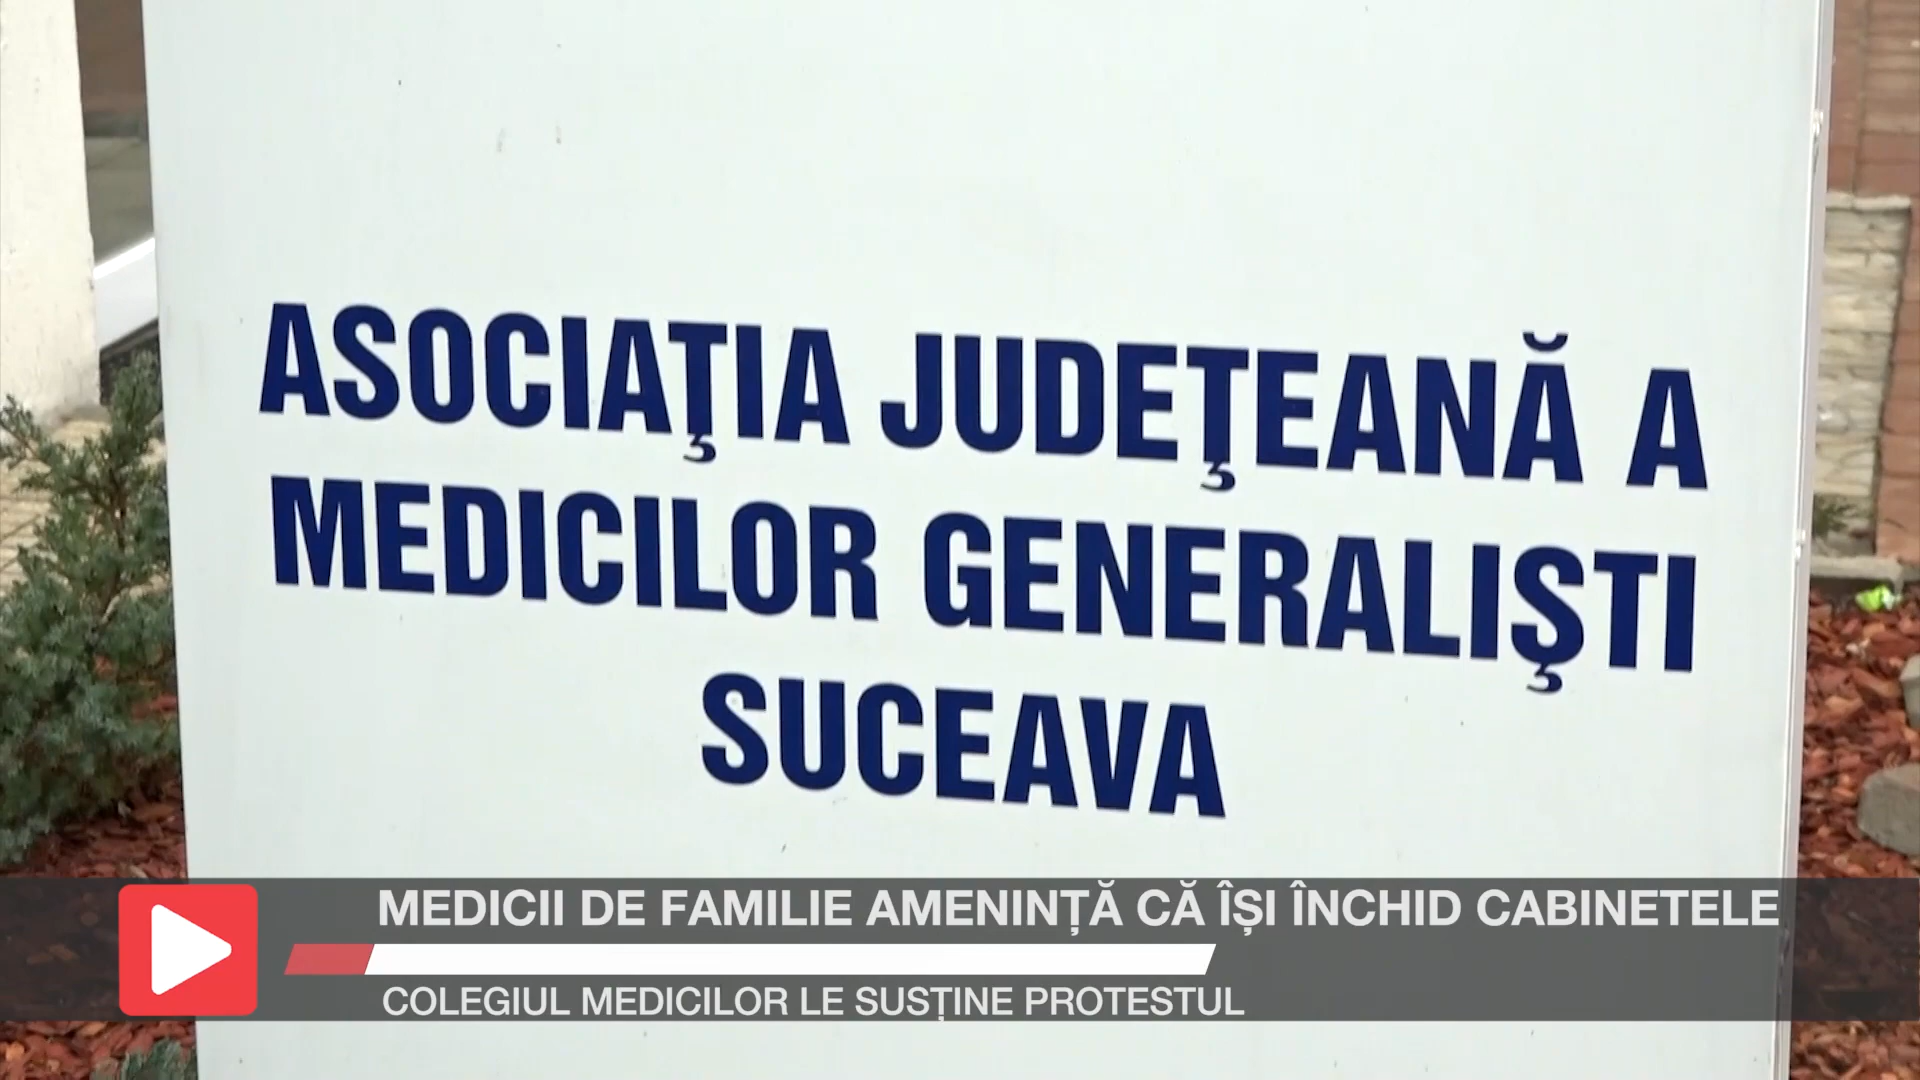 ASOCIAŢIA JUDEŢEANĂ A
MEDICILOR GENERALIŞTI
SUCEAVA
MEDICII DE FAMILIE AMENINȚĂ CĂ ÎȘI ÎNCHID CABINETELE
COLEGIUL MEDICILOR LE SUSȚINE PROTESTUL